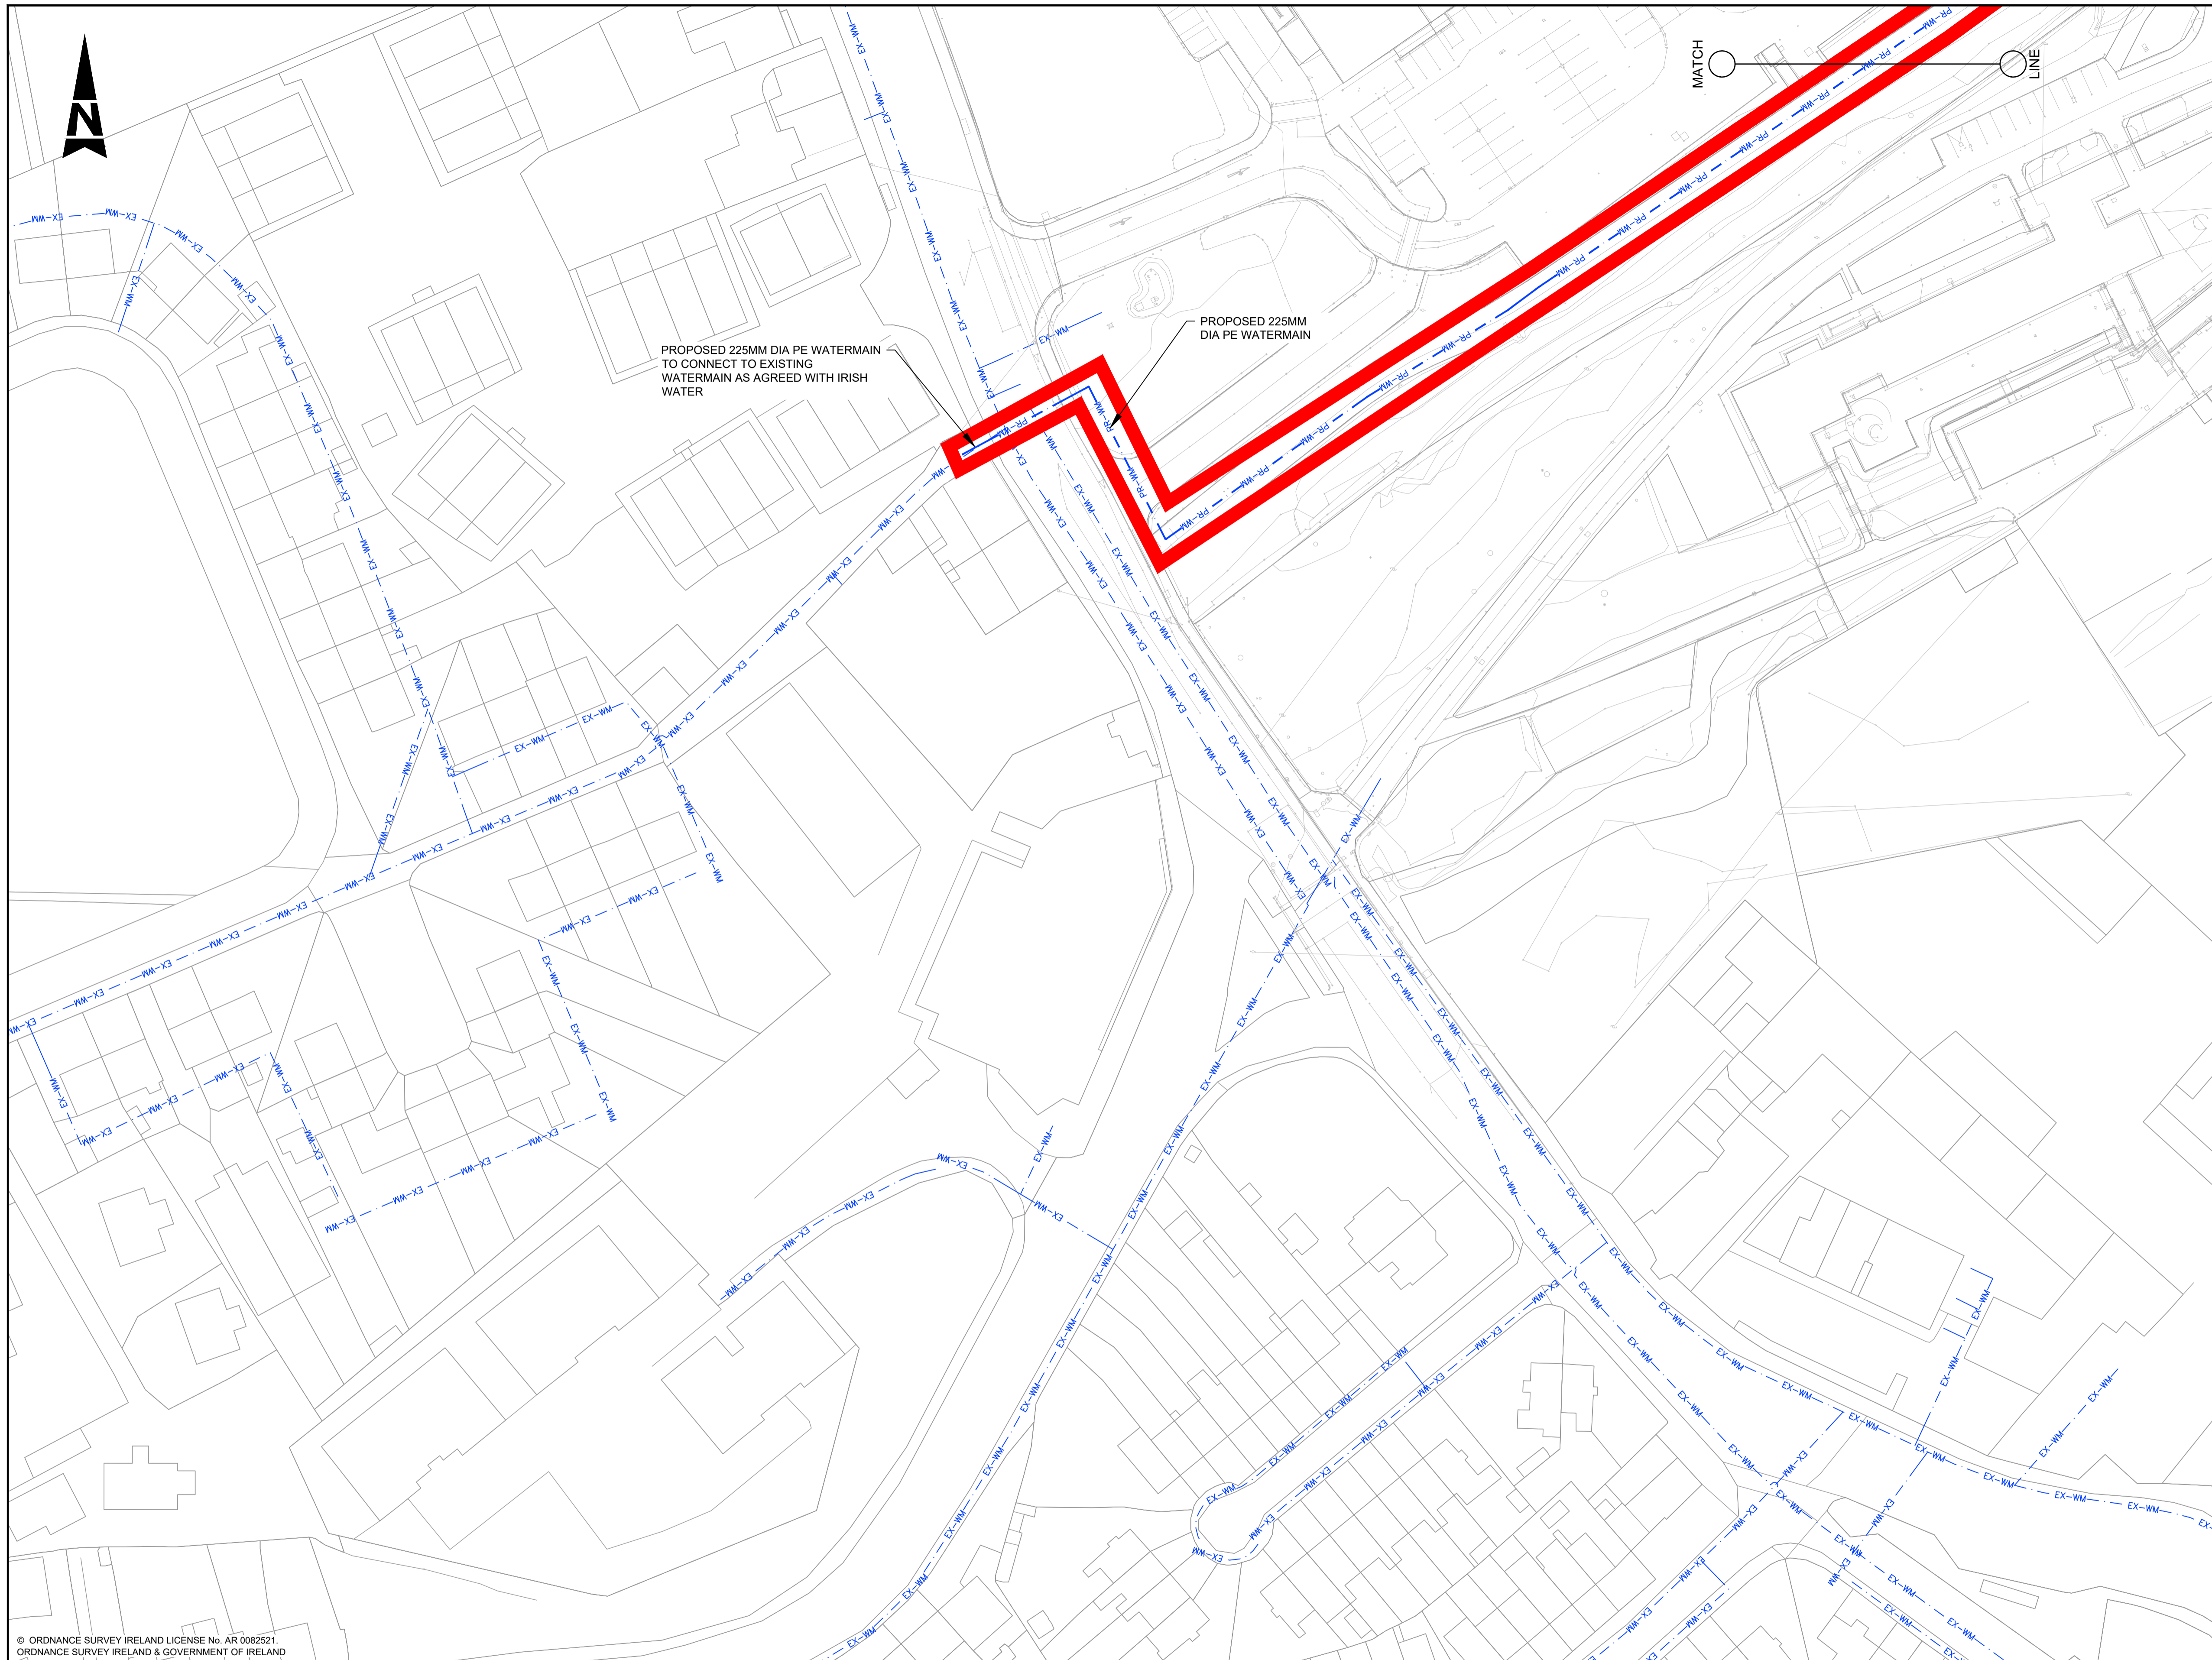 N
MATCH
LINE
PROPOSED 225MM
DIA PE WATERMAIN
PROPOSED 225MM DIA PE WATERMAIN
TO CONNECT TO EXISTING
WATERMAIN AS AGREED WITH IRISH
WATER
EX-WM
PR-WM
© ORDNANCE SURVEY IRELAND LICENSE No. AR 0082521.
ORDNANCE SURVEY IRELAND & GOVERNMENT OF IRELAND